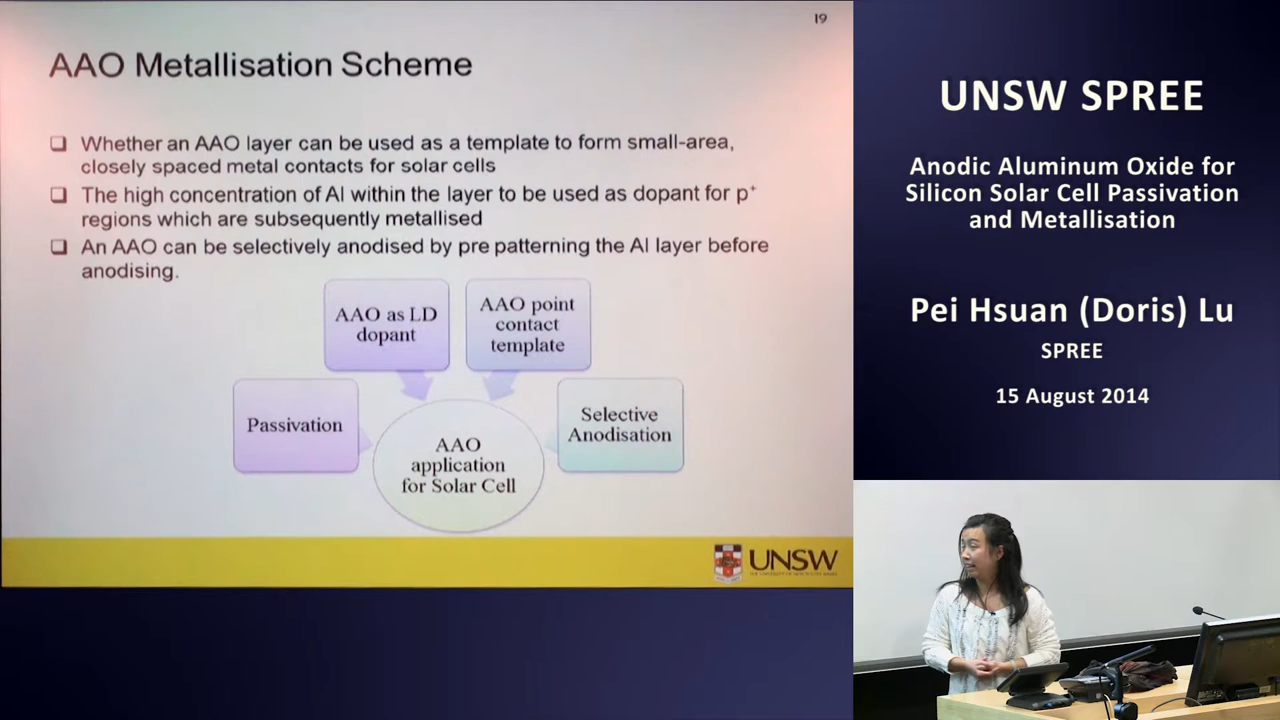 19
AAO Metallisation Scheme
❑ Whether an AAO layer can be used as a template to form small-area,
closely spaced metal contacts for solar cells
❑ The high concentration of Al within the layer to be used as dopant for p⁺
regions which are subsequently metallised
❑ An AAO can be selectively anodised by pre patterning the Al layer before
anodising.
AAO as LD
dopant
AAO point
contact
template
Passivation
Selective
Anodisation
AAO
application
for Solar Cell
UNSW
UNSW SPREE
Anodic Aluminum Oxide for
Silicon Solar Cell Passivation
and Metallisation
Pei Hsuan (Doris) Lu
SPREE
15 August 2014